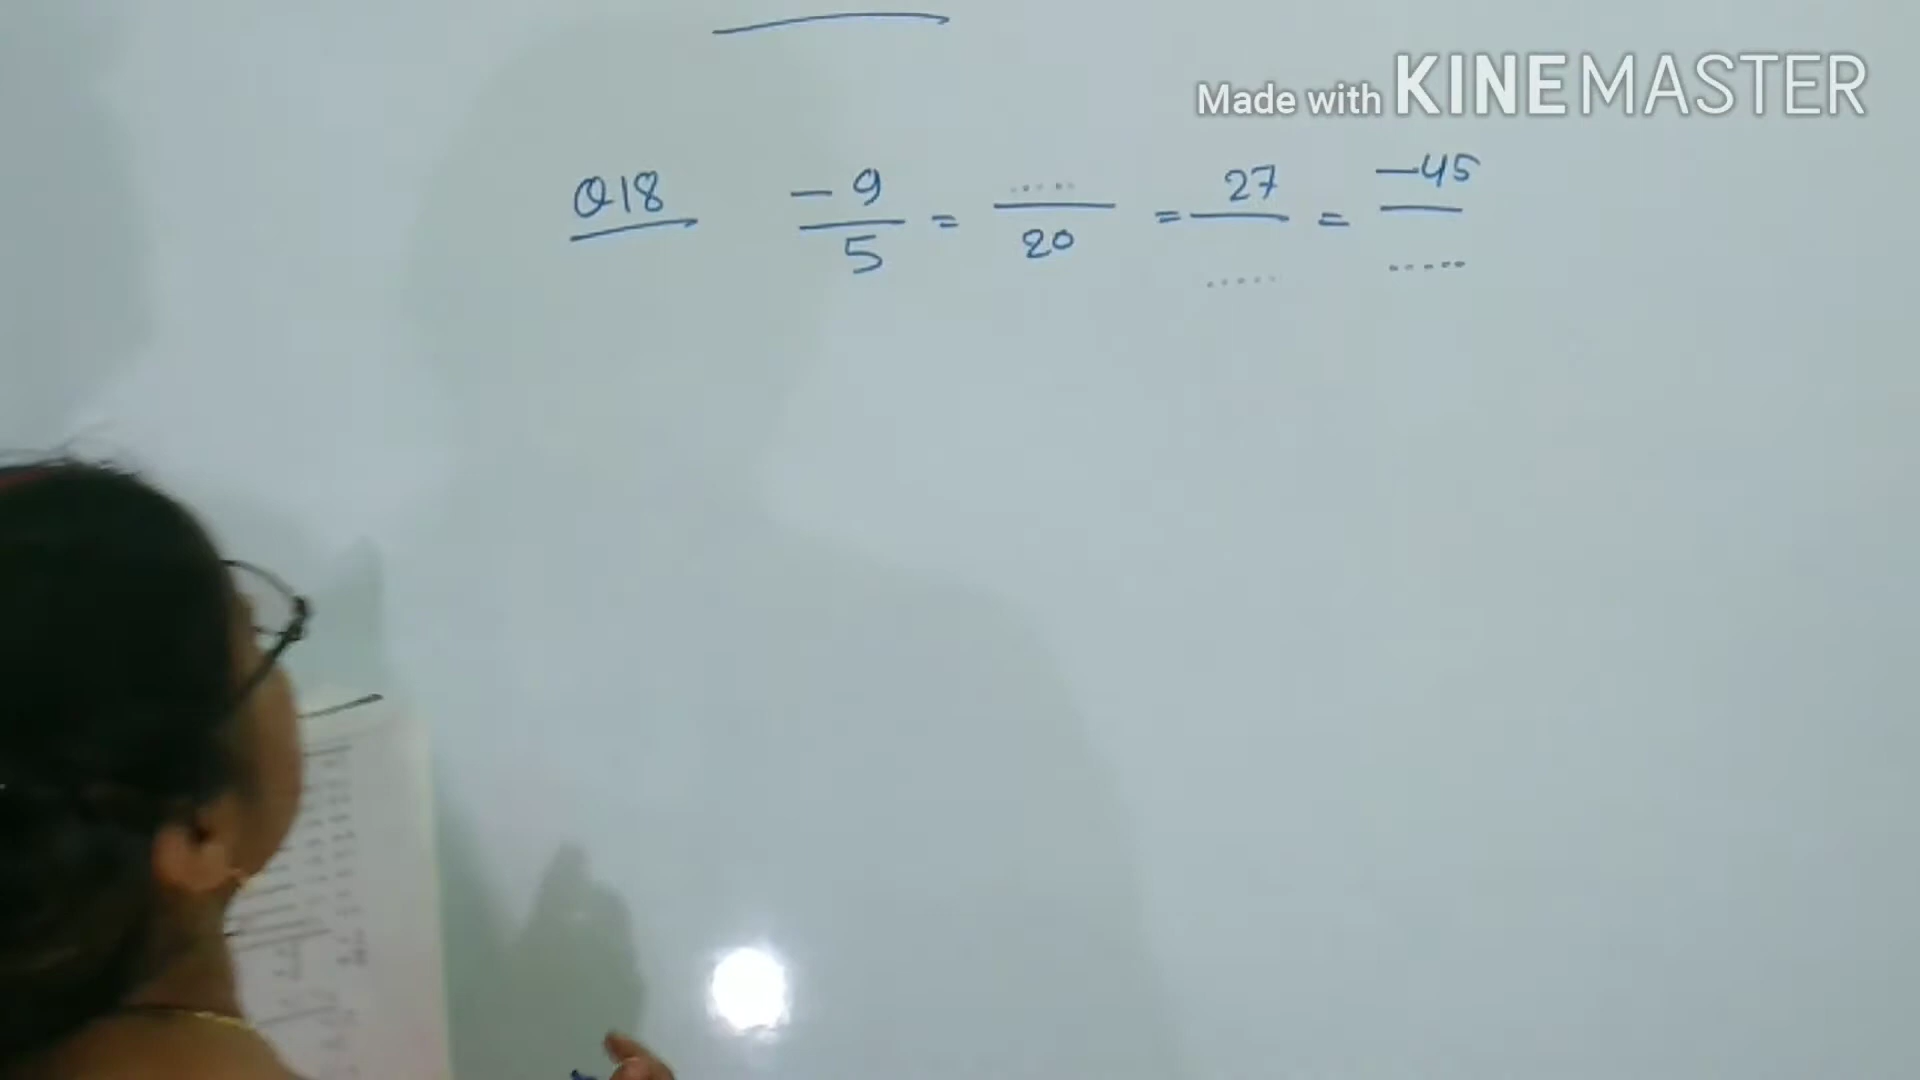 Made with KINEMASTER
Q18 -9/5 = ...../20 = 27/..... = -45/.....